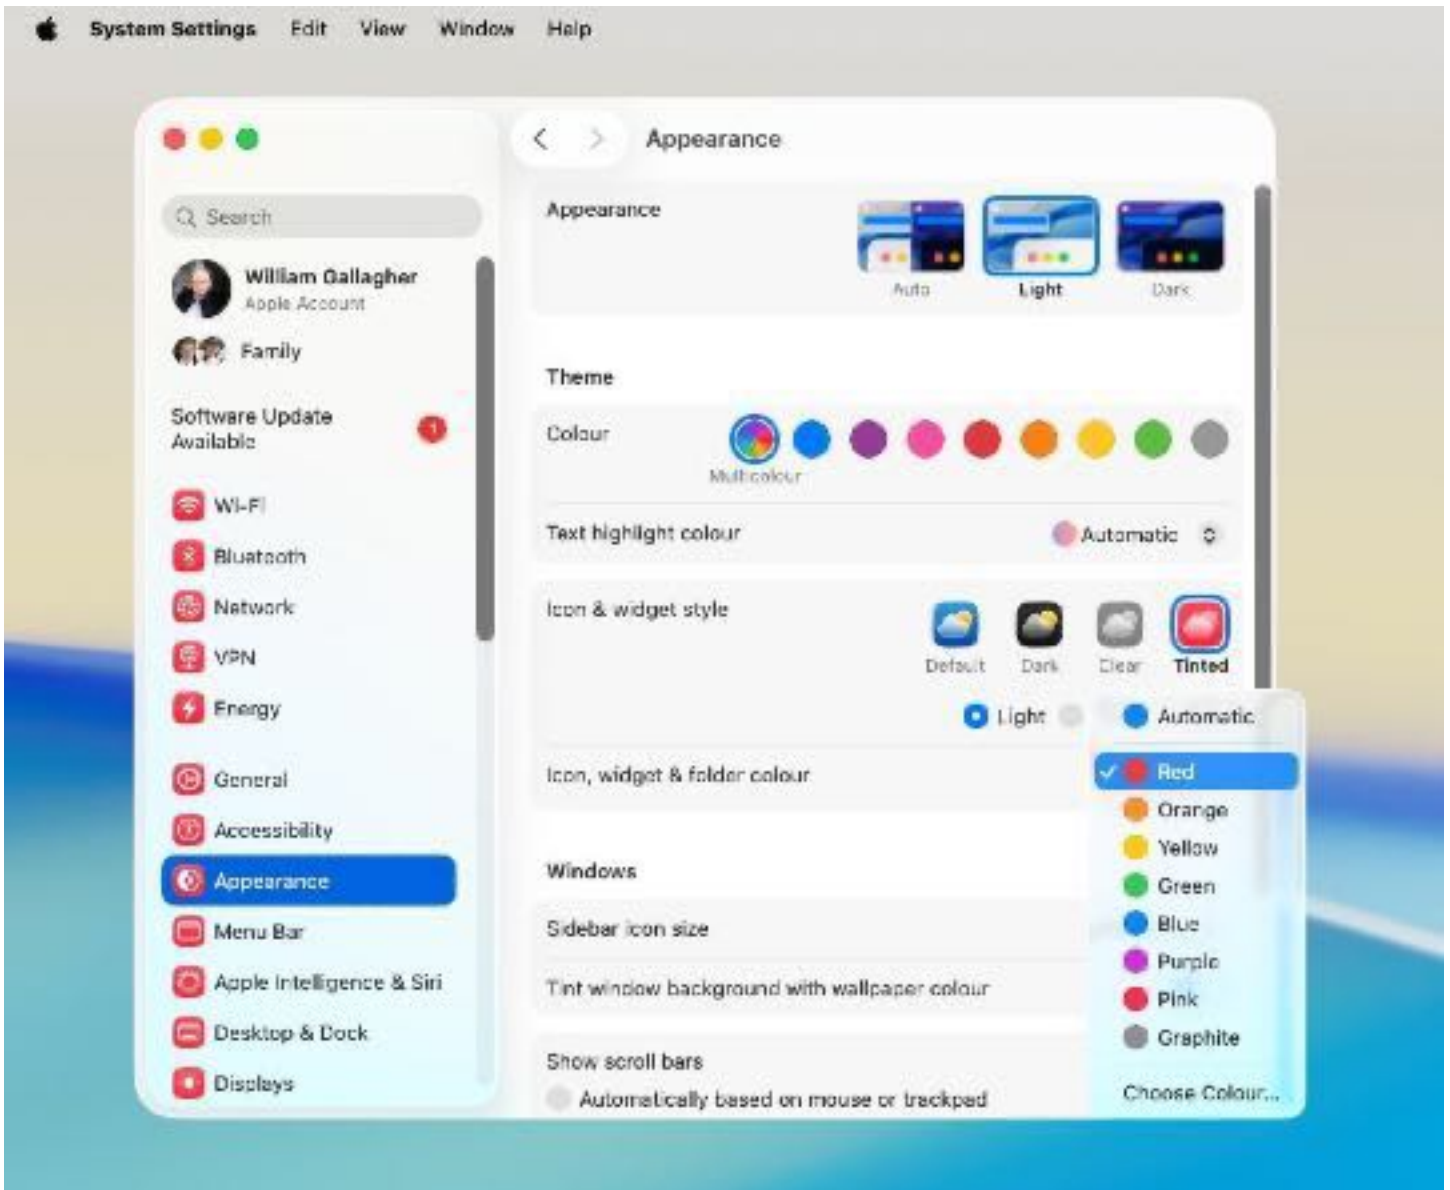 System Settings Edit View Window Help
Appearance
Search
William Gallagher
Apple Account
Family
Software Update
Available
1
Wi-Fi
Bluetooth
Network
VPN
Energy
General
Accessibility
Appearance
Menu Bar
Apple Intelligence & Siri
Desktop & Dock
Displays
Appearance
Auto Light Dark
Theme
Colour
Multicolour
Text highlight colour Automatic
Icon & widget style
Default Dark Clear Tinted
Light
Icon, widget & folder colour
Automatic
Red
Orange
Yellow
Green
Blue
Purple
Pink
Graphite
Choose Colour...
Windows
Sidebar icon size
Tint window background with wallpaper colour
Show scroll bars
Automatically based on mouse or trackpad